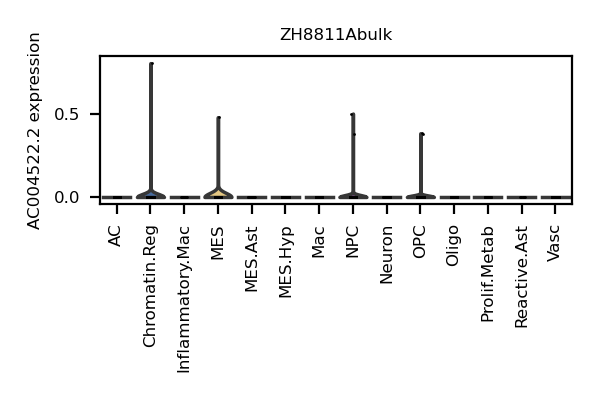 ZH8811Abulk
AC004522.2 expression
0.5
0.0
AC
Chromatin.Reg
Inflammatory.Mac
MES
MES.Ast
MES.Hyp
Mac
NPC
Neuron
OPC
Oligo
Prolif.Metab
Reactive.Ast
Vasc